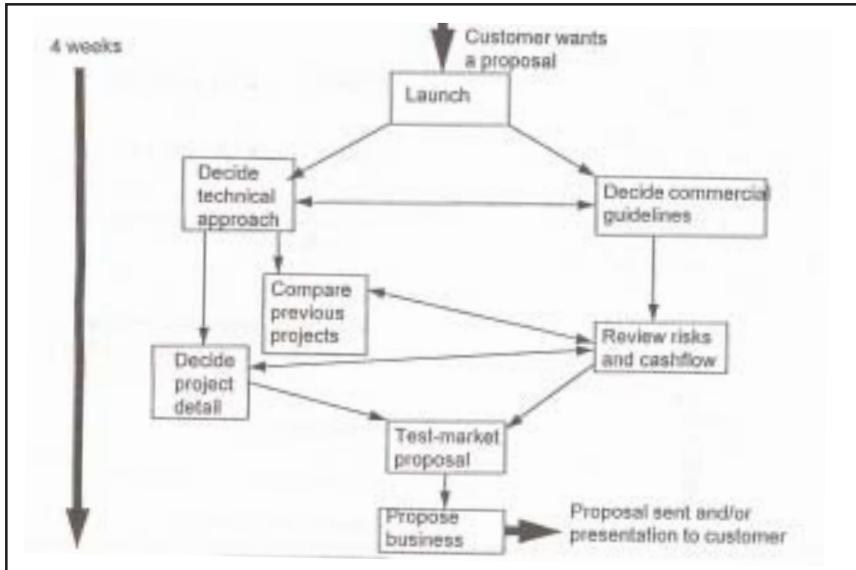 4 weeks
Customer wants
a proposal
Launch
Decide
technical
approach
Decide commercial
guidelines
Compare
previous
projects
Review risks
and cashflow
Decide
project
detail
Test-market
proposal
Propose
business
Proposal sent and/or
presentation to customer